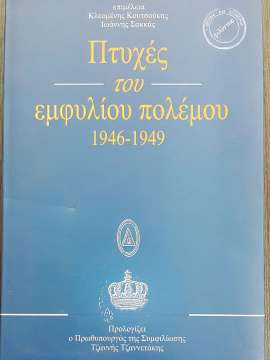 επιμέλεια
Κλεομένης Κουτσούκης
Ιωάννης Σακκάς
Πτυχές
του
εμφυλίου πολέμου
1946-1949
Προλογίζει
ο Πρωθυπουργός της Συμφιλίωσης
Τζαννής Τζαννετάκης